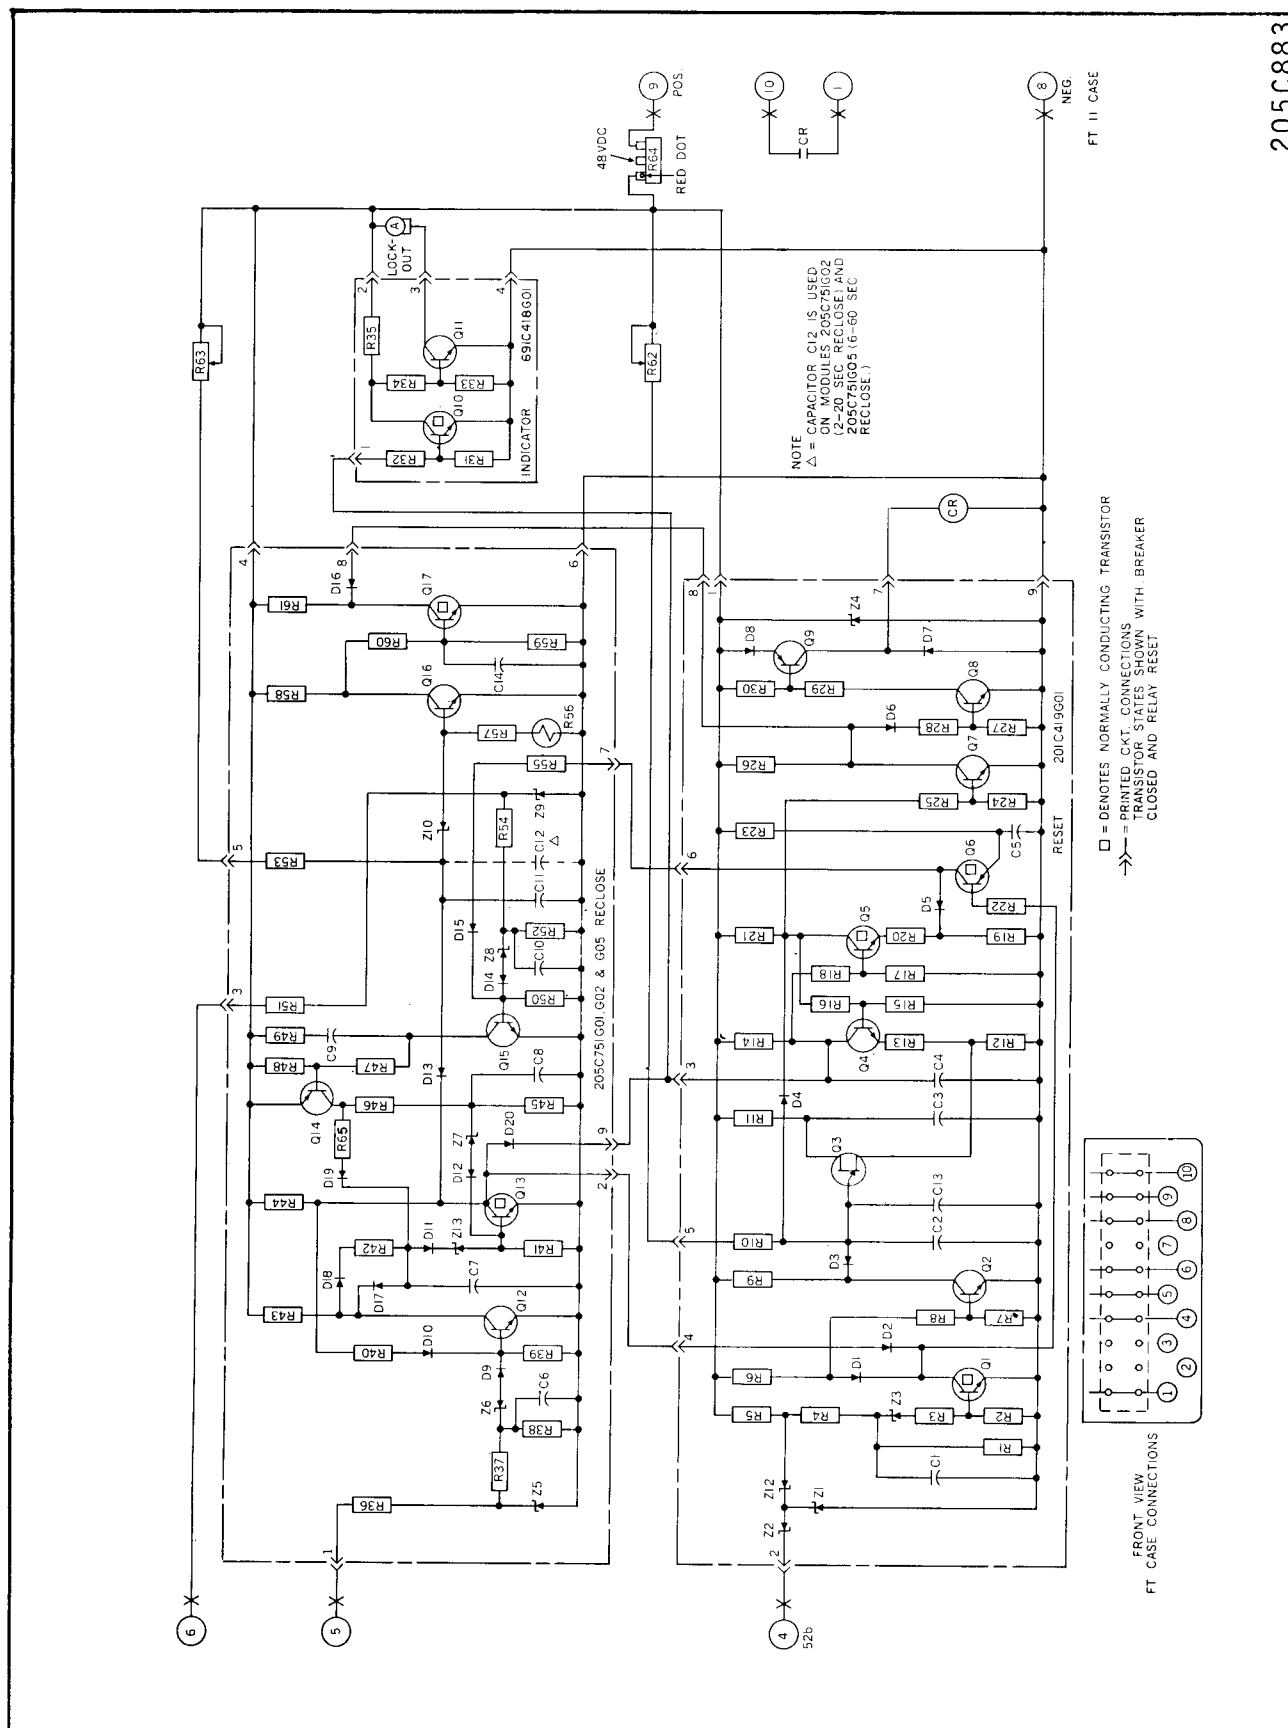 205C883
6
5
4
52b
R63
R62
48VDC
R64
RED DOT
9
POS.
10
1
CR
8
NEG.
FT 11 CASE
LOCK-
OUT
A
2
3
4
1
R35
R34
R33
Q11
Q10
R32
R31
INDICATOR
691C418G01
NOTE
△ = CAPACITOR C12 IS USED
ON MODULES 205C751G02
(2-20 SEC RECLOSE) AND
205C751G05 (6-60 SEC
RECLOSE.)
1
3
5
4
8
6
7
9
2
R36
Z5
R37
R38
C6
Z6
D9
R39
R40
D10
Q12
R43
D18
D17
R42
C7
D11
Z13
R41
R44
D19
R65
Q14
D12
Z7
Q13
D20
R46
R45
C8
R48
R47
R49
C9
D13
Q15
R51
R50
D14
Z8
C10
R52
D15
R54
Z9
R53
C11
C12
△
Z10
R55
R57
R56
Q16
R58
C14
R60
R59
R61
Q17
D16
205C751G01,G02 & G05 RECLOSE
2
4
5
3
6
8
1
7
9
Z2
Z12
Z1
C1
R1
R5
R4
Z3
R3
R2
Q1
R6
D1
D2
R8
R7
Q2
R9
D3
R10
C2
C13
Q3
D4
R11
C3
C4
R14
Q4
R13
R12
R16
R15
R18
R17
R21
Q5
R20
R19
D5
Q6
R22
R23
C5
R25
R24
R26
Q7
D6
R28
R27
Q8
R30
R29
D8
Q9
D7
Z4
CR
RESET
201C419G01
□ = DENOTES NORMALLY CONDUCTING TRANSISTOR
= PRINTED CKT. CONNECTIONS
TRANSISTOR STATES SHOWN WITH BREAKER
CLOSED AND RELAY RESET
1
2
3
4
5
6
7
8
9
10
FRONT VIEW
FT CASE CONNECTIONS